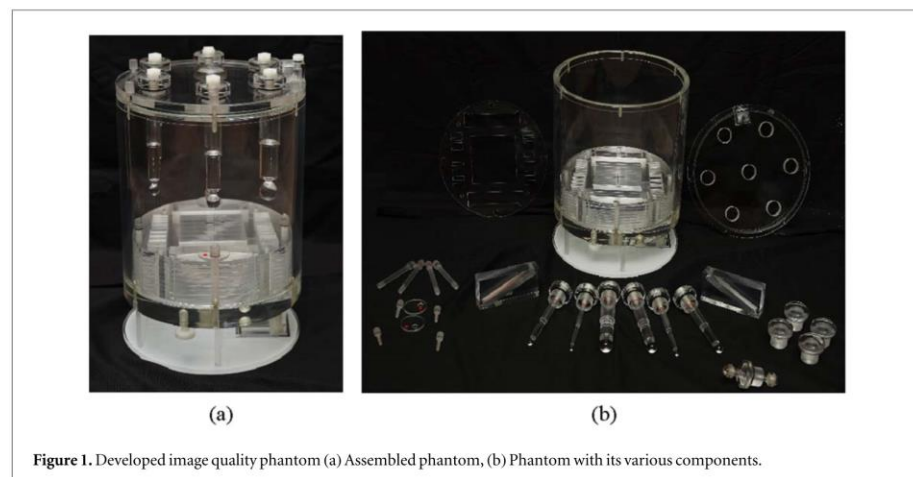 (a)
(b)
Figure 1. Developed image quality phantom (a) Assembled phantom, (b) Phantom with its various components.